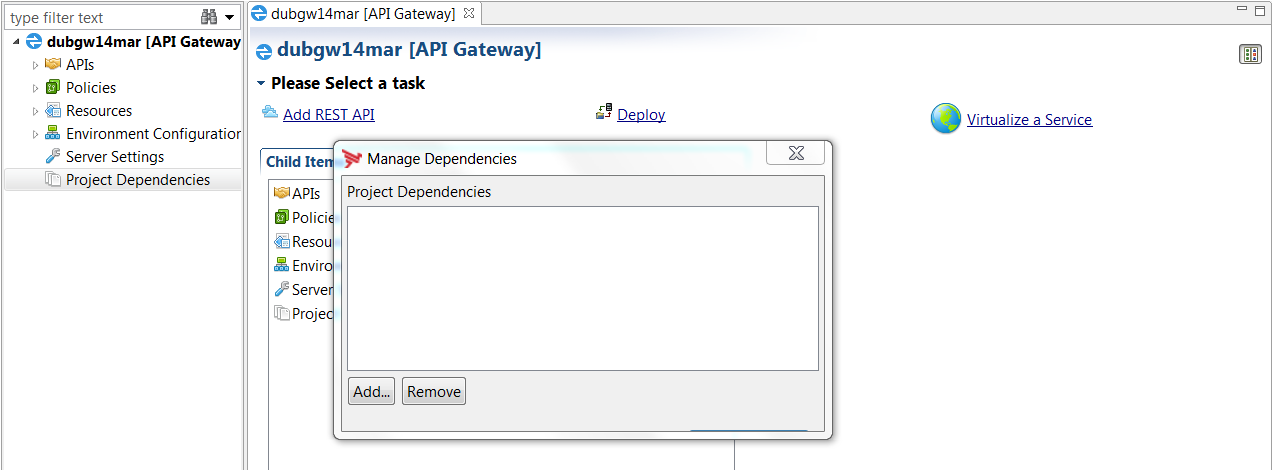 type filter text
dubgw14mar [API Gateway
APIs
Policies
Resources
Environment Configuration
Server Settings
Project Dependencies
dubgw14mar [API Gateway]
dubgw14mar [API Gateway]
Please Select a task
Add REST API
Deploy
Virtualize a Service
Child Item
APIs
Policie
Resou
Enviro
Server
Projec
Manage Dependencies
Project Dependencies
Add...
Remove